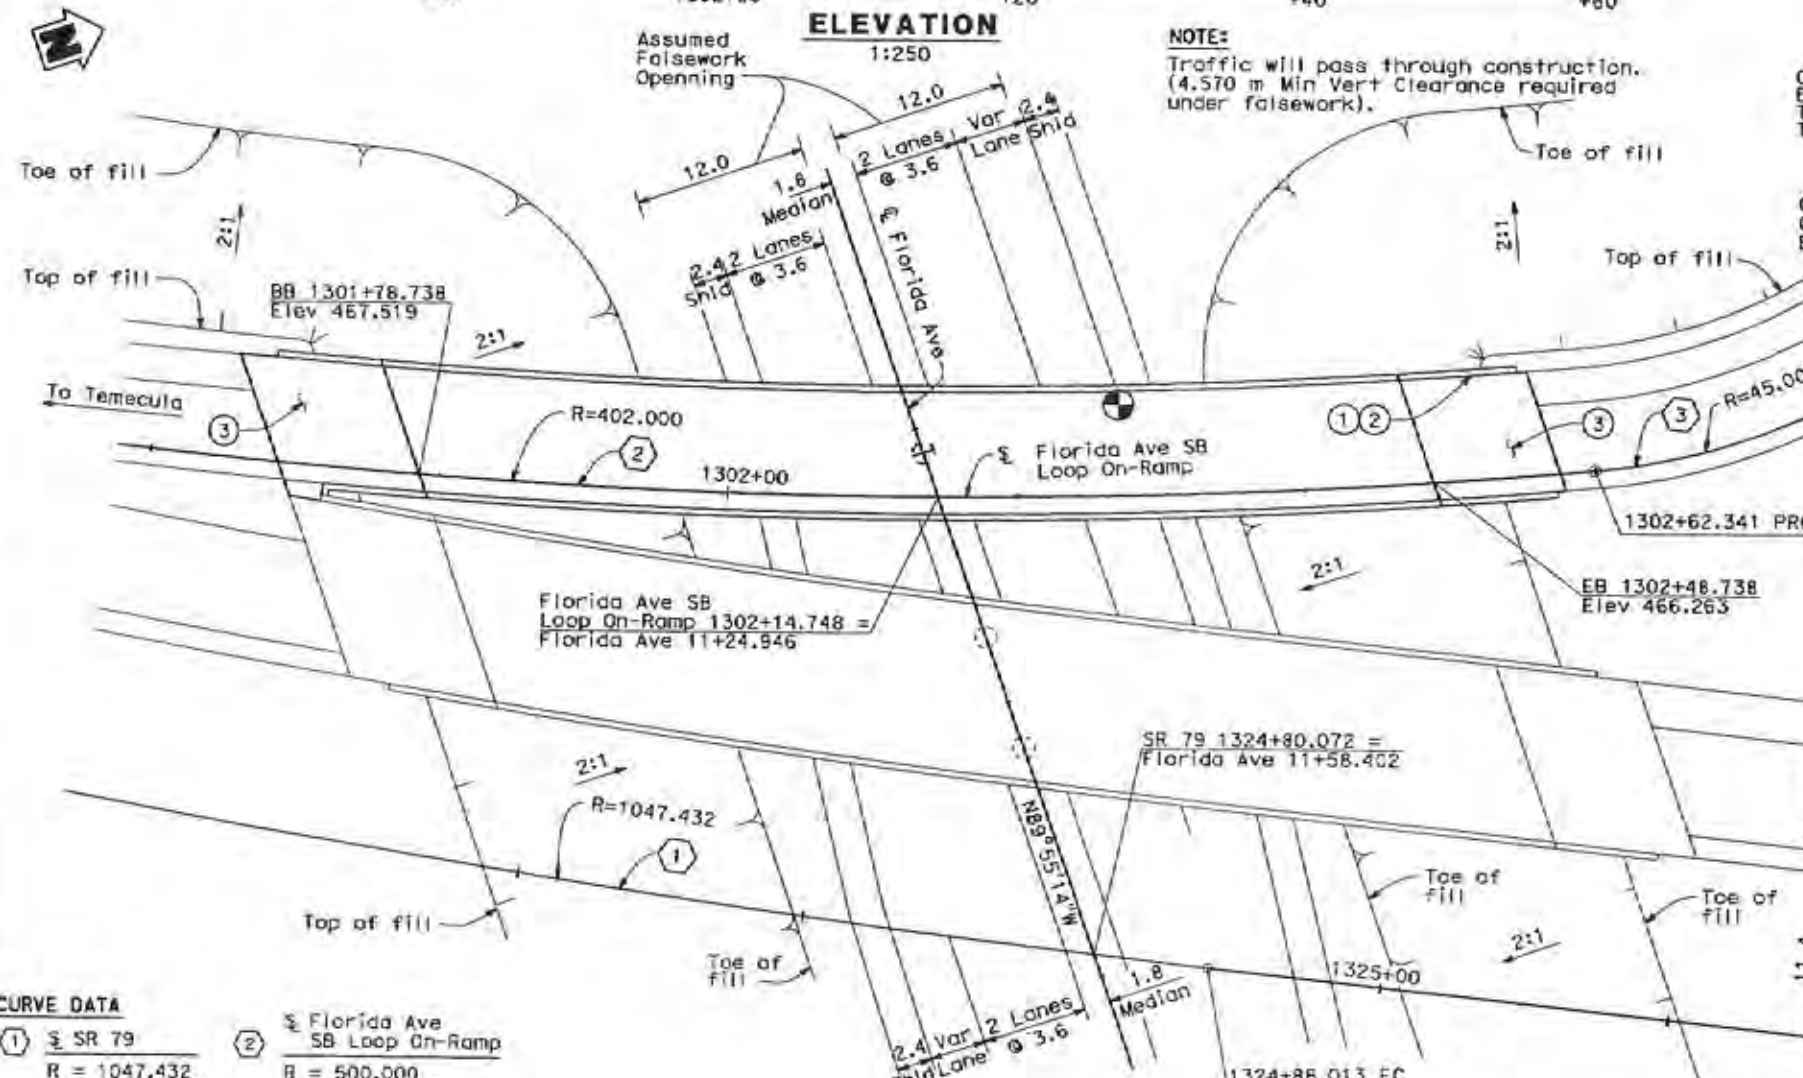 ELEVATION
1:250
N
Assumed
Falsework
Openning
NOTE:
Traffic will pass through construction.
(4.570 m Min Vert Clearance required
under falsework).
12.0
12.0
2 Lanes
@ 3.6
Var
Lane
2.4
Shld
1.8
Median
2.4
Shld
2 Lanes
@ 3.6
℄ Florida Ave
Toe of fill
2:1
Top of fill
BB 1301+78.738
Elev 467.519
2:1
To Temecula
3
R=402.000
2
1302+00
℄ Florida Ave SB
Loop On-Ramp
Toe of fill
2:1
Top of fill
1 2
3
3
R=45.00
1302+62.341
EB 1302+48.738
Elev 466.263
2:1
Florida Ave SB
Loop On-Ramp 1302+14.748 =
Florida Ave 11+24.946
SR 79 1324+80.072 =
Florida Ave 11+58.402
2:1
R=1047.432
1
N89°55'14"W
Top of fill
Toe of
fill
Toe of
fill
Toe of
fill
2:1
1325+00
1.8
Median
2.4
Var
Lane
2 Lanes
@ 3.6
1324+86.013 EC
CURVE DATA
1 ℄ SR 79
R = 1047.432
2 ℄ Florida Ave
SB Loop On-Ramp
R = 500.000